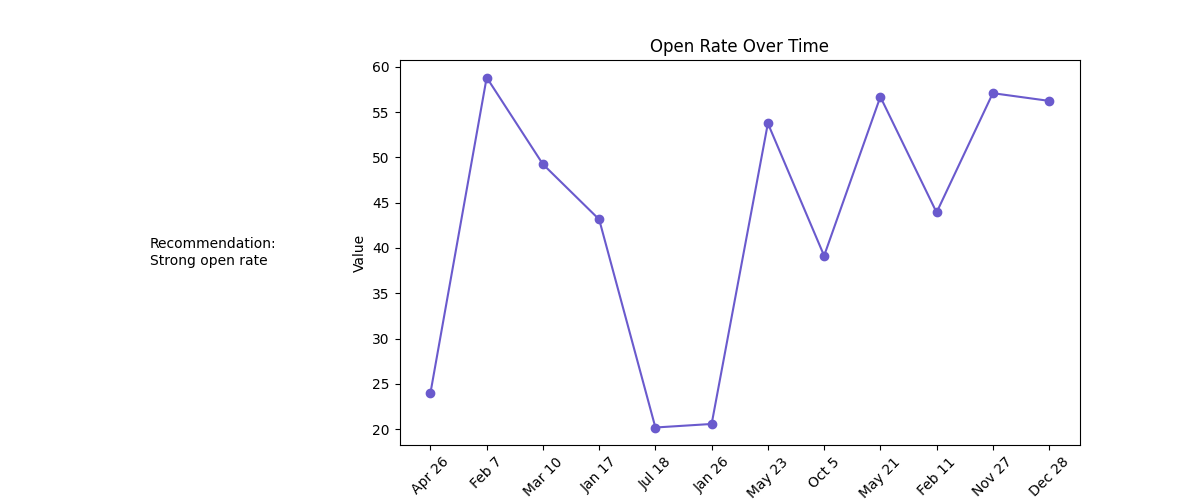 Open Rate Over Time
Recommendation:
Strong open rate
Value
60
55
50
45
40
35
30
25
20
Apr 26
Feb 7
Mar 10
Jan 17
Jul 18
Jan 26
May 23
Oct 5
May 21
Feb 11
Nov 27
Dec 28